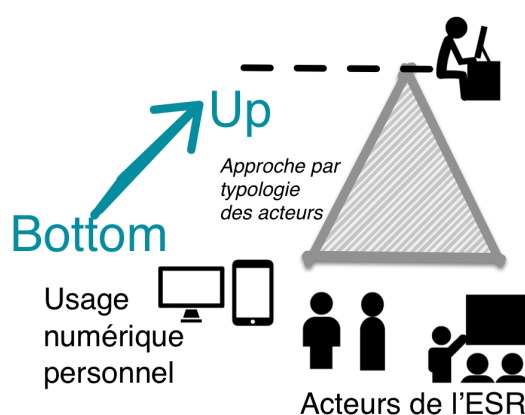 Up
Approche par
typologie
des acteurs
Bottom
Usage
numérique
personnel
Acteurs de l'ESR